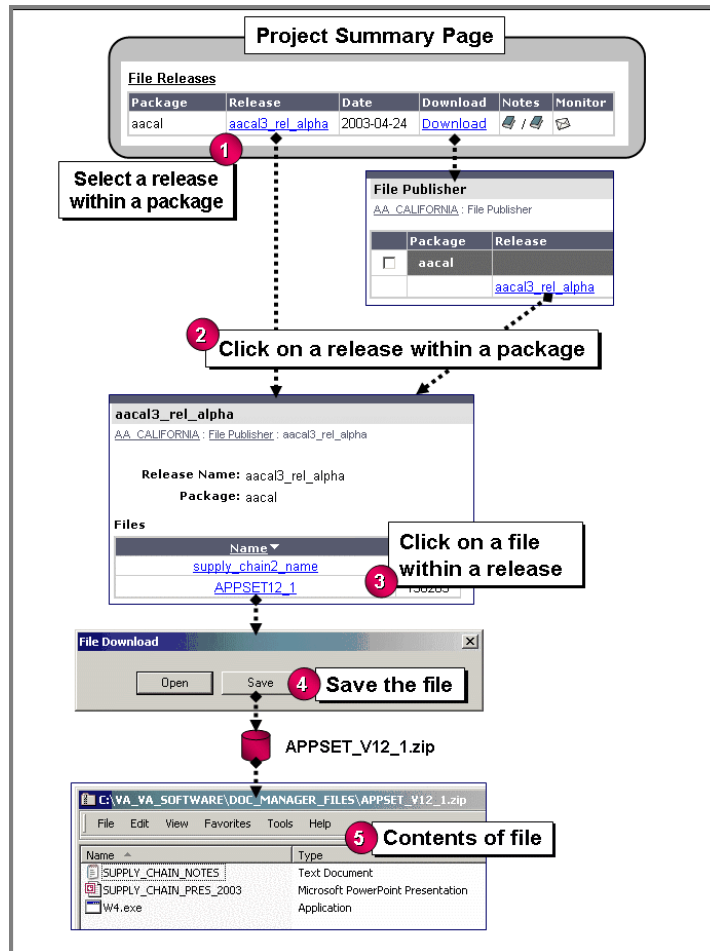 Project Summary Page
File Releases
Package Release Date Download Notes Monitor
aacal aacal3_rel_alpha 2003-04-24 Download /
1
Select a release
within a package
File Publisher
AA_CALIFORNIA : File Publisher
Package Release
aacal
aacal3_rel_alpha
2 Click on a release within a package
aacal3_rel_alpha
AA_CALIFORNIA : File Publisher : aacal3_rel_alpha
Release Name: aacal3_rel_alpha
Package: aacal
Files
Name
supply_chain2_name
APPSET12_1
Click on a file
within a release
3
File Download
Open Save
4 Save the file
APPSET_V12_1.zip
C:\VA_VA_SOFTWARE\DOC_MANAGER_FILES\APPSET_V12_1.zip
File Edit View Favorites Tools Help
5 Contents of file
Name Type
SUPPLY_CHAIN_NOTES Text Document
SUPPLY_CHAIN_PRES_2003 Microsoft PowerPoint Presentation
W4.exe Application